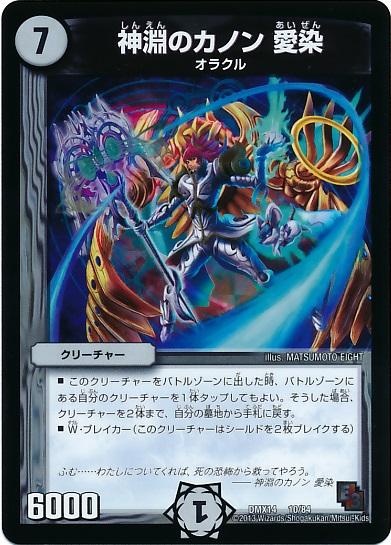 7
しんえん あいぜん
神淵のカノン 愛染
オラクル
illus. MATSUMOTO EIGHT
クリーチャー
■ このクリーチャーをバトルゾーンに出した時、バトルゾーンに
ある自分のクリーチャーを1体タップしてもよい。そうした場合、
クリーチャーを2体まで、自分の墓地から手札に戻す。
■ W・ブレイカー(このクリーチャーはシールドを2枚ブレイクする)
ふむ……わたしについてくれば、死の恐怖から救ってやろう。
—— 神淵のカノン 愛染
6000
1
DMX14 10/84
©2013 Wizards/Shogakukan/Mitsui-Kids